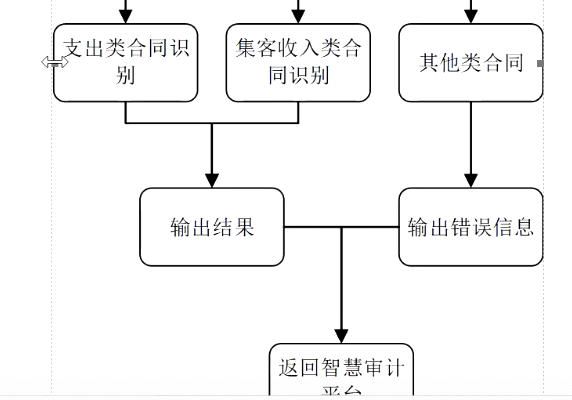 支出类合同识
别
集客收入类合
同识别
其他类合同
输出结果
输出错误信息
返回智慧审计
平台